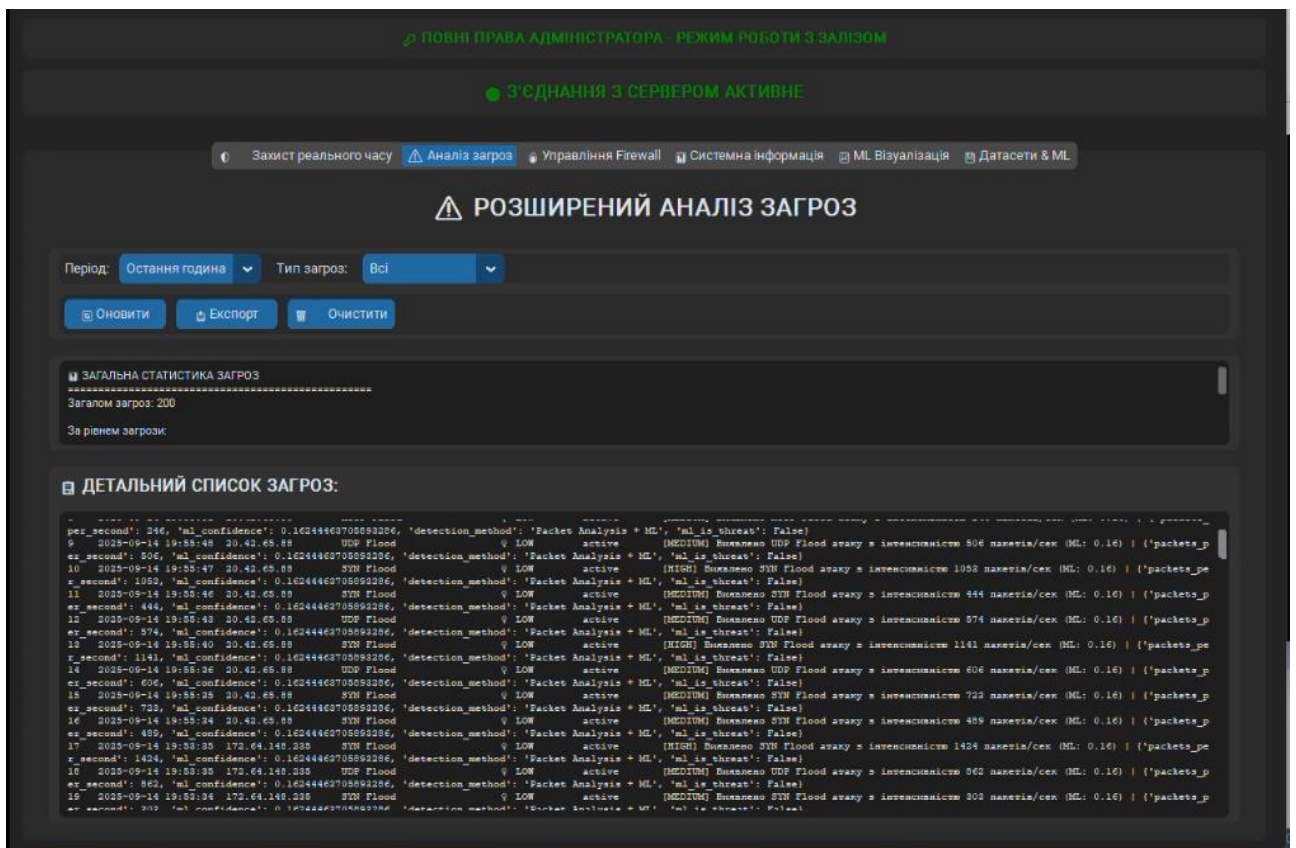 ПОВНІ ПРАВА АДМІНІСТРАТОРА - РЕЖИМ РОБОТИ З ЗАЛІЗОМ
З'ЄДНАННЯ З СЕРВЕРОМ АКТИВНЕ
Захист реального часу Аналіз загроз Управління Firewall Системна інформація ML Візуалізація Датасети & ML
РОЗШИРЕНИЙ АНАЛІЗ ЗАГРОЗ
Період: Остання година Тип загроз: Всі
Оновити Експорт Очистити
ЗАГАЛЬНА СТАТИСТИКА ЗАГРОЗ
==================================================
Загалом загроз: 200
За рівнем загрози:
ДЕТАЛЬНИЙ СПИСОК ЗАГРОЗ:
per_second': 246, 'ml_confidence': 0.16244463705893286, 'detection_method': 'Packet Analysis + ML', 'ml_is_threat': False}
9 2025-09-14 19:55:48 20.42.65.88 UDP Flood LOW active [MEDIUM] Виявлено UDP Flood атаку з інтенсивністю 506 пакетів/сек (ML: 0.16) | {'packets_p
er_second': 506, 'ml_confidence': 0.16244463705893286, 'detection_method': 'Packet Analysis + ML', 'ml_is_threat': False}
10 2025-09-14 19:55:47 20.42.65.88 SYN Flood LOW active [HIGH] Виявлено SYN Flood атаку з інтенсивністю 1053 пакетів/сек (ML: 0.16) | {'packets_pe
r_second': 1053, 'ml_confidence': 0.16244463705893286, 'detection_method': 'Packet Analysis + ML', 'ml_is_threat': False}
11 2025-09-14 19:55:46 20.42.65.88 SYN Flood LOW active [MEDIUM] Виявлено SYN Flood атаку з інтенсивністю 444 пакетів/сек (ML: 0.16) | {'packets_p
er_second': 444, 'ml_confidence': 0.16244463705893286, 'detection_method': 'Packet Analysis + ML', 'ml_is_threat': False}
12 2025-09-14 19:55:43 20.42.65.88 UDP Flood LOW active [MEDIUM] Виявлено UDP Flood атаку з інтенсивністю 574 пакетів/сек (ML: 0.16) | {'packets_p
er_second': 574, 'ml_confidence': 0.16244463705893286, 'detection_method': 'Packet Analysis + ML', 'ml_is_threat': False}
13 2025-09-14 19:55:40 20.42.65.88 SYN Flood LOW active [HIGH] Виявлено SYN Flood атаку з інтенсивністю 1141 пакетів/сек (ML: 0.16) | {'packets_pe
r_second': 1141, 'ml_confidence': 0.16244463705893286, 'detection_method': 'Packet Analysis + ML', 'ml_is_threat': False}
14 2025-09-14 19:55:36 20.42.65.88 UDP Flood LOW active [MEDIUM] Виявлено UDP Flood атаку з інтенсивністю 606 пакетів/сек (ML: 0.16) | {'packets_p
er_second': 606, 'ml_confidence': 0.16244463705893286, 'detection_method': 'Packet Analysis + ML', 'ml_is_threat': False}
15 2025-09-14 19:55:35 20.42.65.88 SYN Flood LOW active [MEDIUM] Виявлено SYN Flood атаку з інтенсивністю 723 пакетів/сек (ML: 0.16) | {'packets_p
er_second': 723, 'ml_confidence': 0.16244463705893286, 'detection_method': 'Packet Analysis + ML', 'ml_is_threat': False}
16 2025-09-14 19:55:34 20.42.65.88 SYN Flood LOW active [MEDIUM] Виявлено SYN Flood атаку з інтенсивністю 489 пакетів/сек (ML: 0.16) | {'packets_p
er_second': 489, 'ml_confidence': 0.16244463705893286, 'detection_method': 'Packet Analysis + ML', 'ml_is_threat': False}
17 2025-09-14 19:53:35 172.64.148.235 SYN Flood LOW active [HIGH] Виявлено SYN Flood атаку з інтенсивністю 1424 пакетів/сек (ML: 0.16) | {'packets_pe
r_second': 1424, 'ml_confidence': 0.16244463705893286, 'detection_method': 'Packet Analysis + ML', 'ml_is_threat': False}
18 2025-09-14 19:53:35 172.64.148.235 UDP Flood LOW active [MEDIUM] Виявлено UDP Flood атаку з інтенсивністю 862 пакетів/сек (ML: 0.16) | {'packets_p
er_second': 862, 'ml_confidence': 0.16244463705893286, 'detection_method': 'Packet Analysis + ML', 'ml_is_threat': False}
19 2025-09-14 19:53:34 172.64.148.235 SYN Flood LOW active [MEDIUM] Виявлено SYN Flood атаку з інтенсивністю 303 пакетів/сек (ML: 0.16) | {'packets_p
er_second': 303, 'ml_confidence': 0.16244463705893286, 'detection_method': 'Packet Analysis + ML', 'ml_is_threat': False}